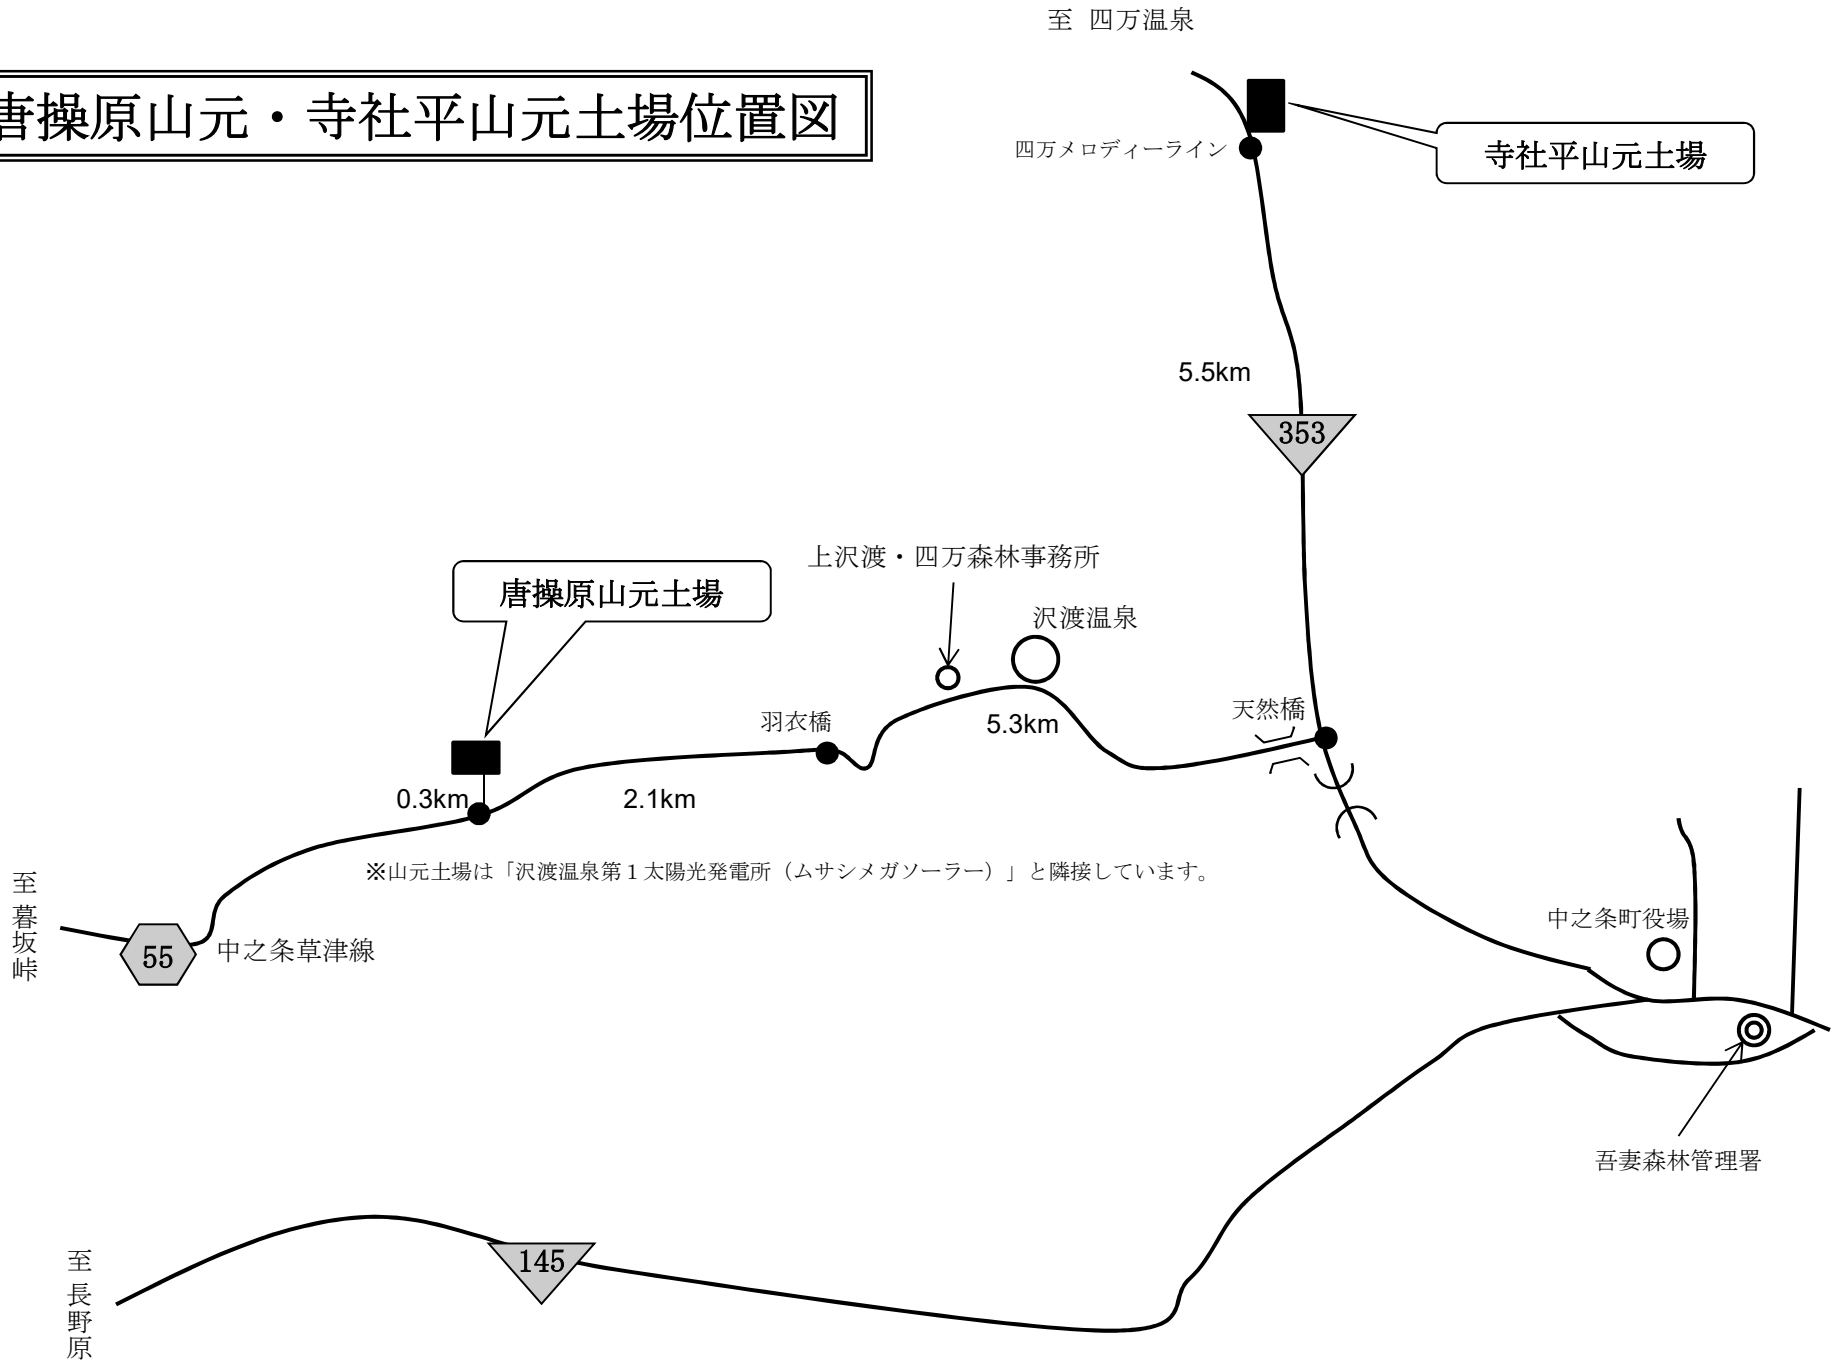 至 四万温泉
唐操原山元・寺社平山元土場位置図
四万メロディーライン
寺社平山元土場
5.5km
353
上沢渡・四万森林事務所
唐操原山元土場
沢渡温泉
天然橋
羽衣橋
5.3km
0.3km
2.1km
※山元土場は「沢渡温泉第１太陽光発電所（ムサシメガソーラー）」と隣接しています。
至 暮坂峠
中之条町役場
55
中之条草津線
吾妻森林管理署
145
至 長野原